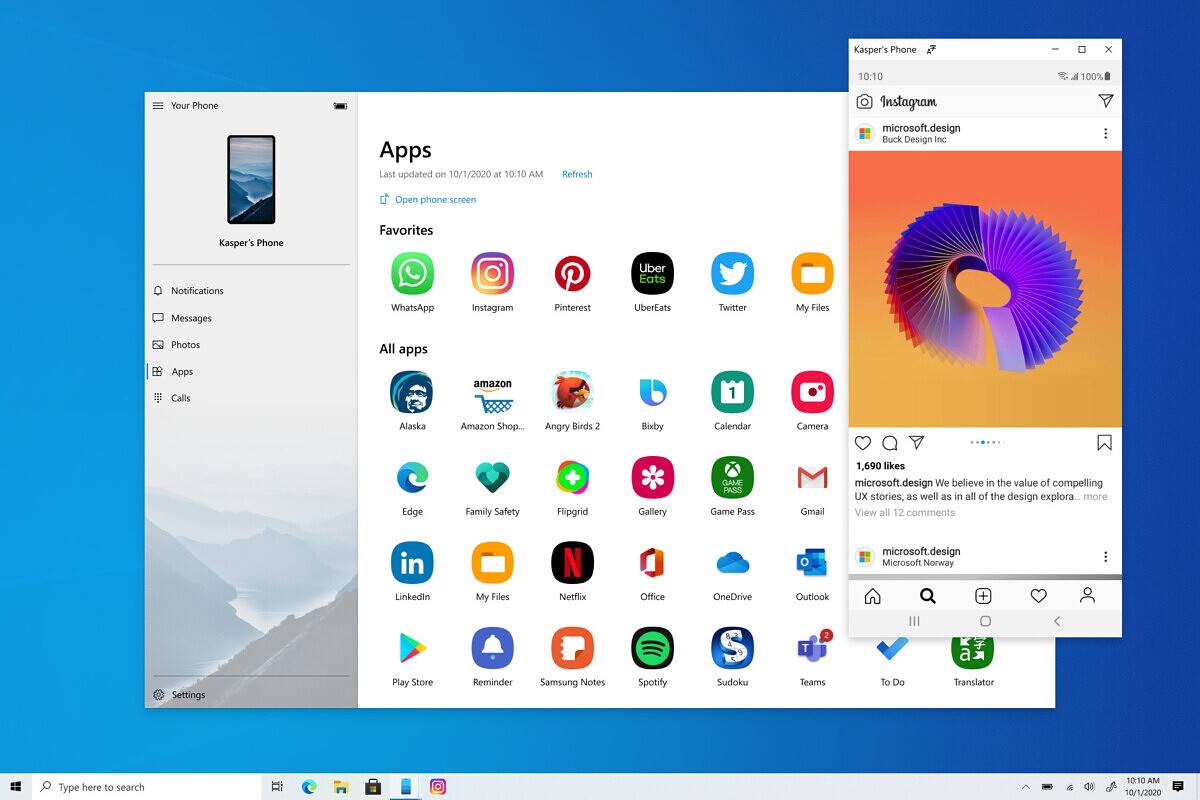 Your Phone
Kasper's Phone
Notifications
Messages
Photos
Apps
Calls
Settings
Apps
Last updated on 10/1/2020 at 10:10 AM Refresh
Open phone screen
Favorites
Uber
Eats
WhatsApp Instagram Pinterest UberEats Twitter My Files
All apps
amazon
1
Alaska Amazon Shop... Angry Birds 2 Bixby Calendar Camera
GAME
PASS
Edge Family Safety Flipgrid Gallery Game Pass Gmail
in N
LinkedIn My Files Netflix Office OneDrive Outlook
T 2
字
a
Play Store Reminder Samsung Notes Spotify Sudoku Teams To Do Translator
Kasper's Phone
10:10 100%
Instagram
microsoft.design
Buck Design Inc
1,690 likes
microsoft.design We believe in the value of compelling
UX stories, as well as in all of the design explora... more
View all 12 comments
microsoft.design
Microsoft Norway
Type here to search
10:10 AM
10/1/2020